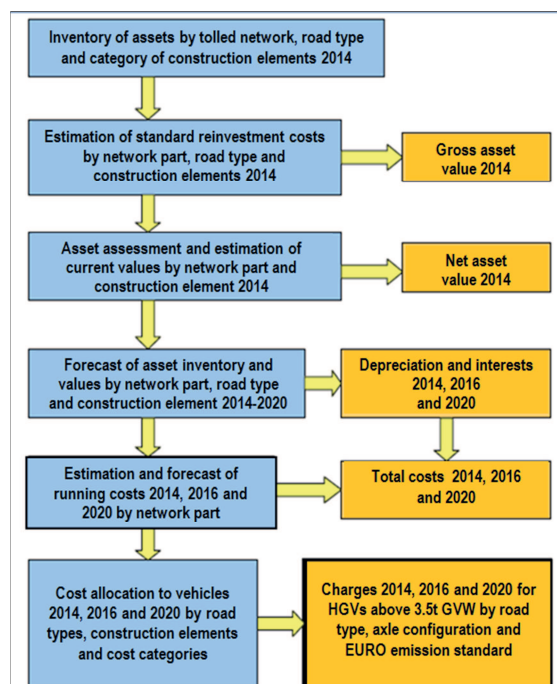 Inventory of assets by tolled network, road type
and category of construction elements 2014
Estimation of standard reinvestment costs
by network part, road type and
construction elements 2014
Gross asset
value 2014
Asset assessment and estimation of
current values by network part and
construction element 2014
Net asset
value 2014
Forecast of asset inventory and
values by network part, road type
and construction element 2014-2020
Depreciation and interests
2014, 2016
and 2020
Estimation and forecast of
running costs 2014, 2016 and
2020 by network part
Total costs 2014, 2016
and 2020
Cost allocation to vehicles
2014, 2016 and 2020 by road
types, construction elements
and cost categories
Charges 2014, 2016 and 2020 for
HGVs above 3.5t GVW by road
type, axle configuration and
EURO emission standard